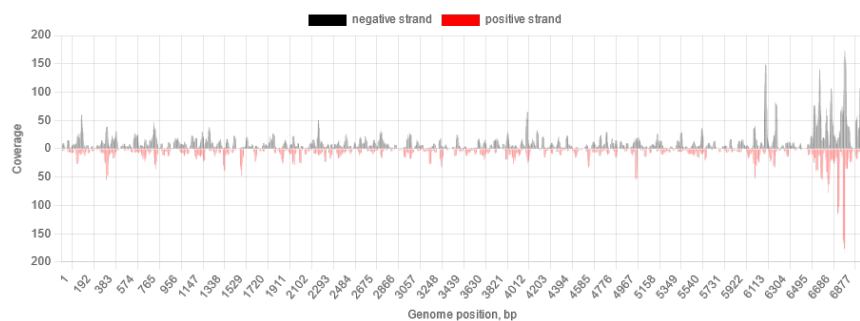 negative strand positive strand
200
150
100
50
0
50
100
150
200
Coverage
1 192 383 574 765 956 1147 1338 1529 1720 1911 2102 2293 2484 2675 2866 3057 3248 3439 3630 3821 4012 4203 4394 4585 4776 4967 5158 5349 5540 5731 5922 6113 6304 6495 6686 6877
Genome position, bp